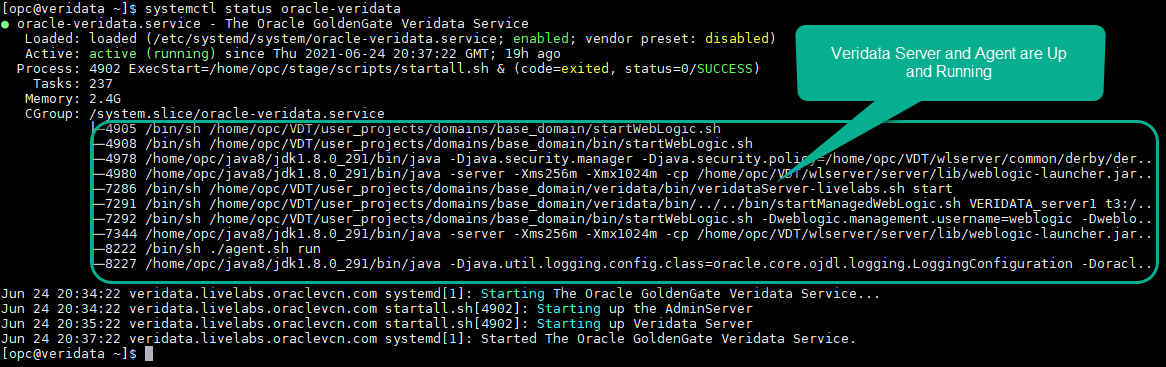 [opc@veridata ~]$ systemctl status oracle-veridata
● oracle-veridata.service - The Oracle GoldenGate Veridata Service
Loaded: loaded (/etc/systemd/system/oracle-veridata.service; enabled; vendor preset: disabled)
Active: active (running) since Thu 2021-06-24 20:37:22 GMT; 19h ago
Process: 4902 ExecStart=/home/opc/stage/scripts/startall.sh & (code=exited, status=0/SUCCESS)
Tasks: 237
Memory: 2.4G
CGroup: /system.slice/oracle-veridata.service
Veridata Server and Agent are Up
and Running
├─4905 /bin/sh /home/opc/VDT/user_projects/domains/base_domain/startWebLogic.sh
├─4908 /bin/sh /home/opc/VDT/user_projects/domains/base_domain/bin/startWebLogic.sh
├─4978 /home/opc/java8/jdk1.8.0_291/bin/java -Djava.security.manager -Djava.security.policy=/home/opc/VDT/wlserver/common/derby/der...
├─4980 /home/opc/java8/jdk1.8.0_291/bin/java -server -Xms256m -Xmx1024m -cp /home/opc/VDT/wlserver/server/lib/weblogic-launcher.jar...
├─7286 /bin/sh /home/opc/VDT/user_projects/domains/base_domain/veridata/bin/veridataServer-livelabs.sh start
├─7291 /bin/sh /home/opc/VDT/user_projects/domains/base_domain/veridata/bin/../../bin/startManagedWebLogic.sh VERIDATA_server1 t3:/...
├─7292 /bin/sh /home/opc/VDT/user_projects/domains/base_domain/bin/startWebLogic.sh -Dweblogic.management.username=weblogic -Dweblo...
├─7344 /home/opc/java8/jdk1.8.0_291/bin/java -server -Xms256m -Xmx1024m -cp /home/opc/VDT/wlserver/server/lib/weblogic-launcher.jar...
├─8222 /bin/sh ./agent.sh run
└─8227 /home/opc/java8/jdk1.8.0_291/bin/java -Djava.util.logging.config.class=oracle.core.ojdl.logging.LoggingConfiguration -Doracl...
Jun 24 20:34:22 veridata.livelabs.oraclevcn.com systemd[1]: Starting The Oracle GoldenGate Veridata Service...
Jun 24 20:34:22 veridata.livelabs.oraclevcn.com startall.sh[4902]: Starting up the AdminServer
Jun 24 20:35:22 veridata.livelabs.oraclevcn.com startall.sh[4902]: Starting up Veridata Server
Jun 24 20:37:22 veridata.livelabs.oraclevcn.com systemd[1]: Started The Oracle GoldenGate Veridata Service.
[opc@veridata ~]$